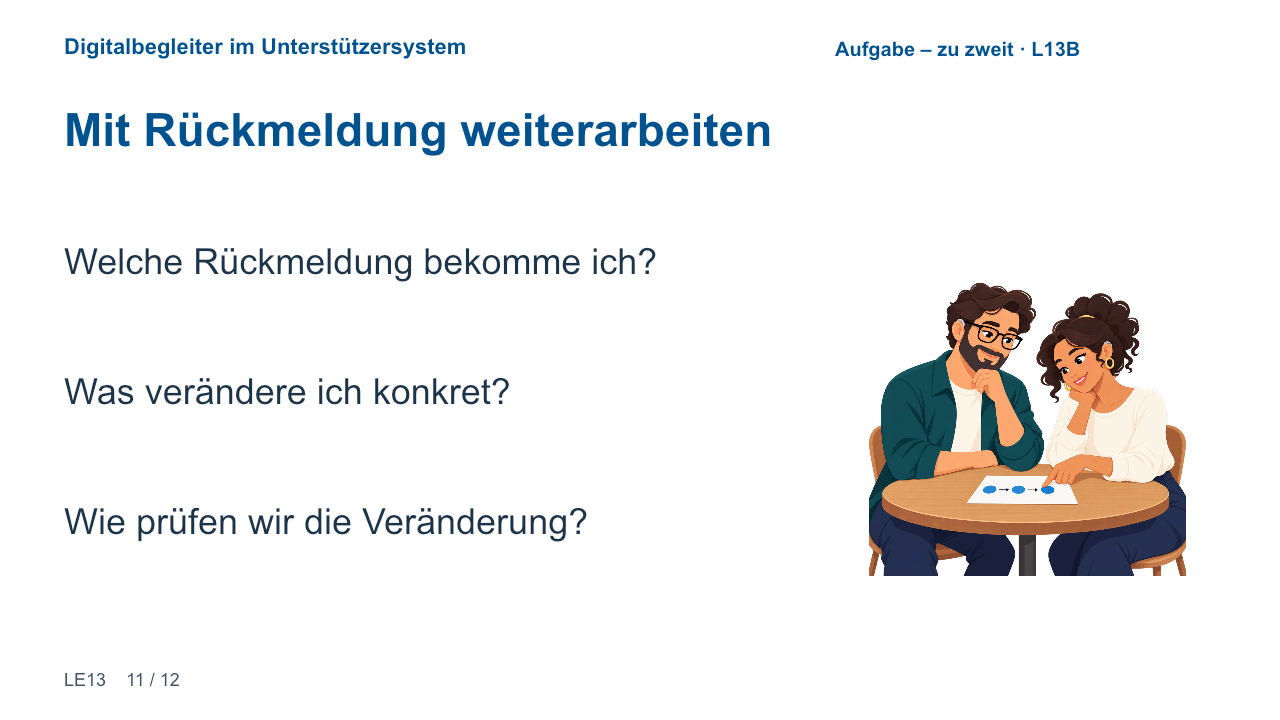 Digitalbegleiter im Unterstützersystem
Aufgabe – zu zweit · L13B
Mit Rückmeldung weiterarbeiten
Welche Rückmeldung bekomme ich?
Was verändere ich konkret?
Wie prüfen wir die Veränderung?
LE13 11 / 12